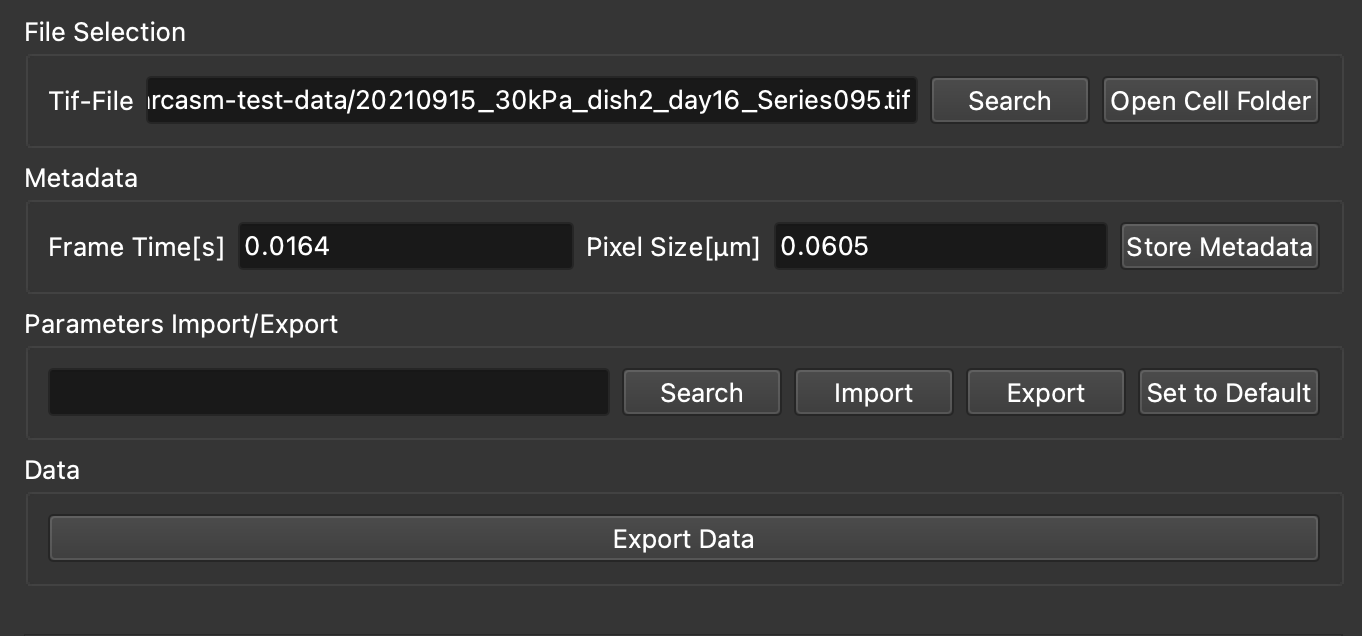 File Selection
Tif-File rcasm-test-data/20210915_30kPa_dish2_day16_Series095.tif Search Open Cell Folder
Metadata
Frame Time[s] 0.0164 Pixel Size[µm] 0.0605 Store Metadata
Parameters Import/Export
Search Import Export Set to Default
Data
Export Data